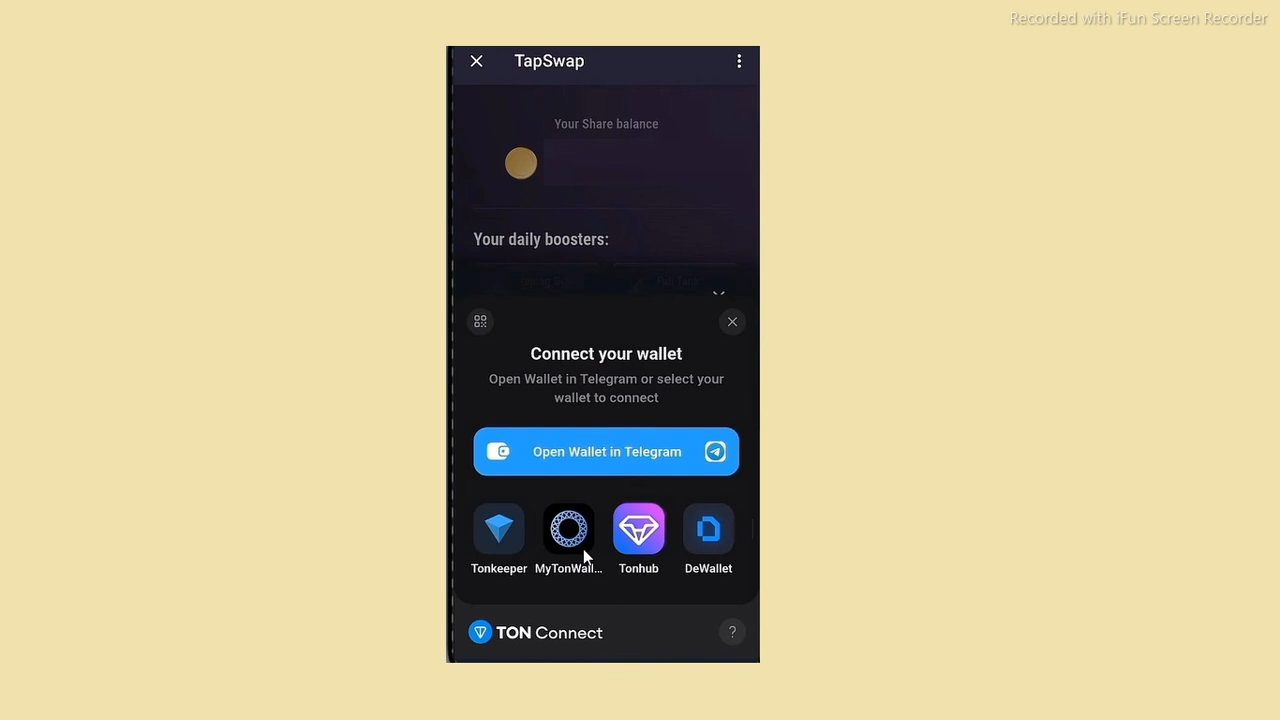 Recorded with iFun Screen Recorder
TapSwap
Your Share balance
Your daily boosters:
Connect your wallet
Open Wallet in Telegram or select your
wallet to connect
Open Wallet in Telegram
Tonkeeper MyTonWall... Tonhub DeWallet
TON Connect ?